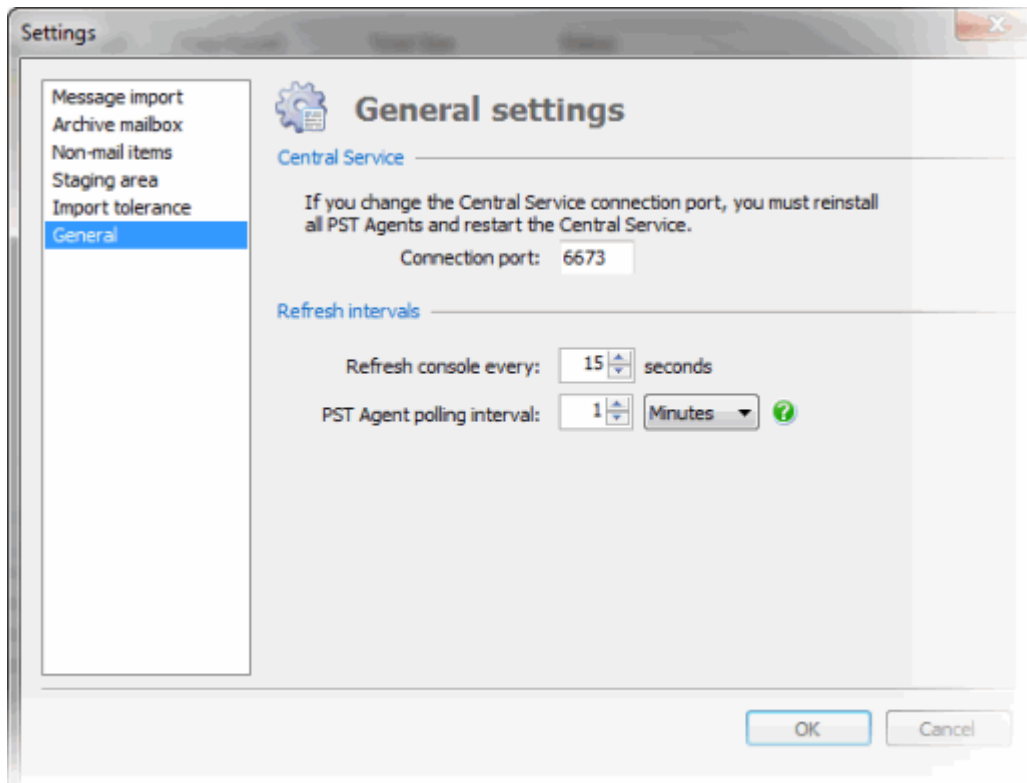 Settings
Message import
Archive mailbox
Non-mail items
Staging area
Import tolerance
General
General settings
Central Service
If you change the Central Service connection port, you must reinstall
all PST Agents and restart the Central Service.
Connection port: 6673
Refresh intervals
Refresh console every: 15 seconds
PST Agent polling interval: 1 Minutes
OK Cancel